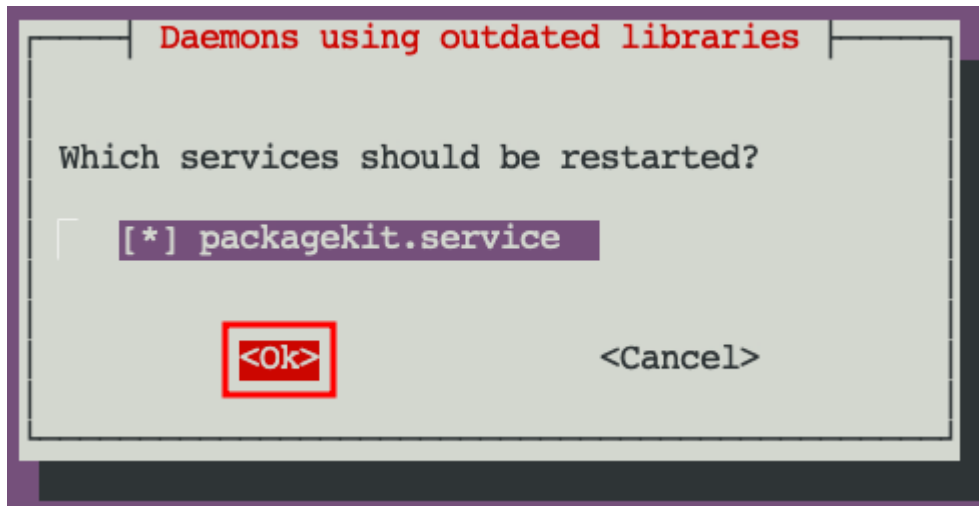 Daemons using outdated libraries
Which services should be restarted?
[*] packagekit.service
<Ok> <Cancel>